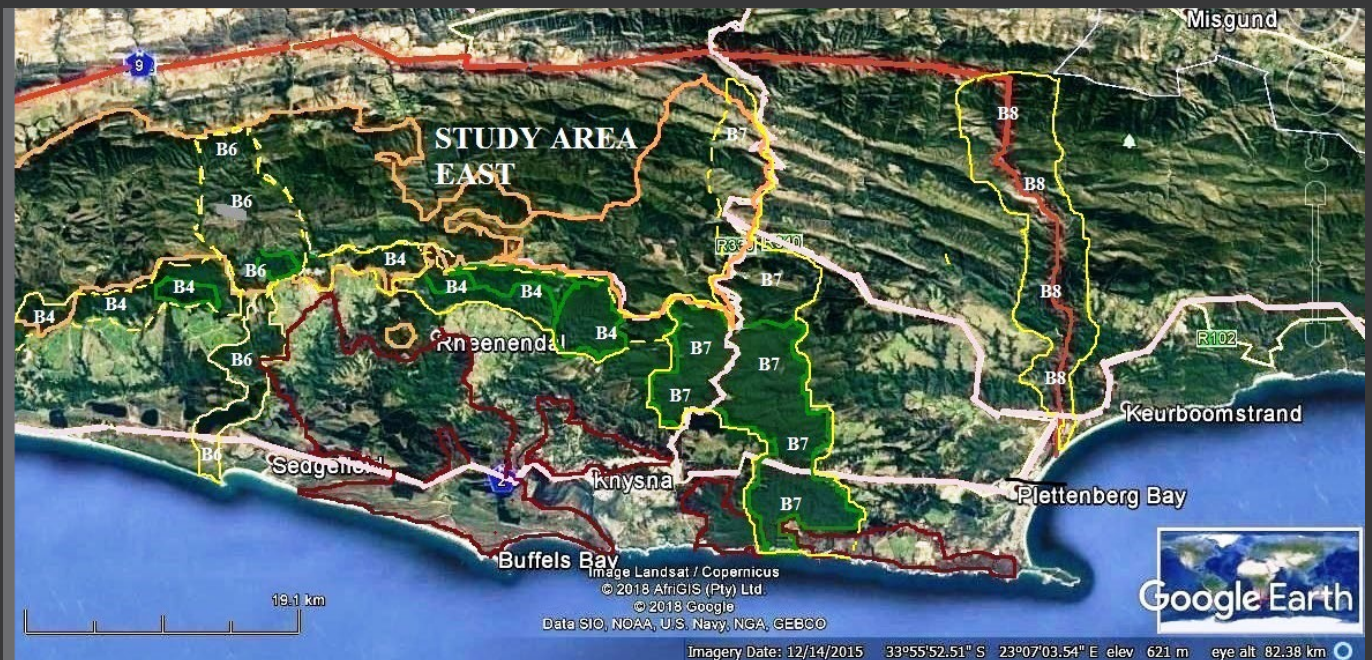 Misgund
9
STUDY AREA
EAST
B7
B8
B6
B8
B6
R339 R340
B4
B6
B7
B4
B4
B4
B8
B4
B4
R102
Rheenendal
B7
B7
B6
B7
B8
Keurboomstrand
B7
B6
Sedgefield
2
Knysna
Plettenberg Bay
B7
Buffels Bay
Image Landsat / Copernicus
© 2018 AfriGIS (Pty) Ltd.
© 2018 Google
Data SIO, NOAA, U.S. Navy, NGA, GEBCO
19.1 km
Google Earth
Imagery Date: 12/14/2015 33°55'52.51" S 23°07'03.54" E elev 621 m eye alt 82.38 km